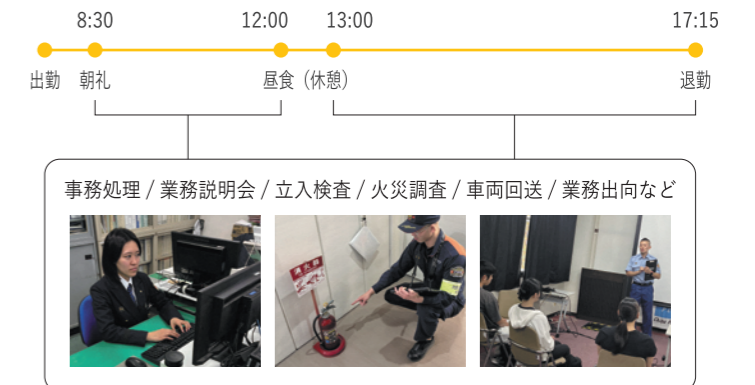 8:30 12:00 13:00 17:15
出勤 朝礼 昼食（休憩） 退勤
事務処理 / 業務説明会 / 立入検査 / 火災調査 / 車両回送 / 業務出向など
消火器